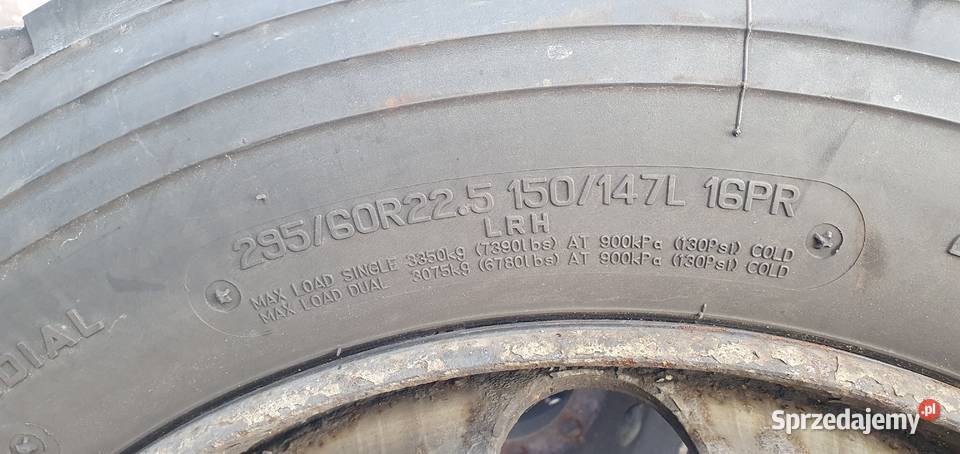 295/60R22.5 150/147L 16PR
LRH
MAX LOAD SINGLE 3350kg (7390lbs) AT 900kPa (130Psi) COLD
MAX LOAD DUAL 3075kg (6780lbs) AT 900kPa (130Psi) COLD
DIAL
Sprzedajemy.pl